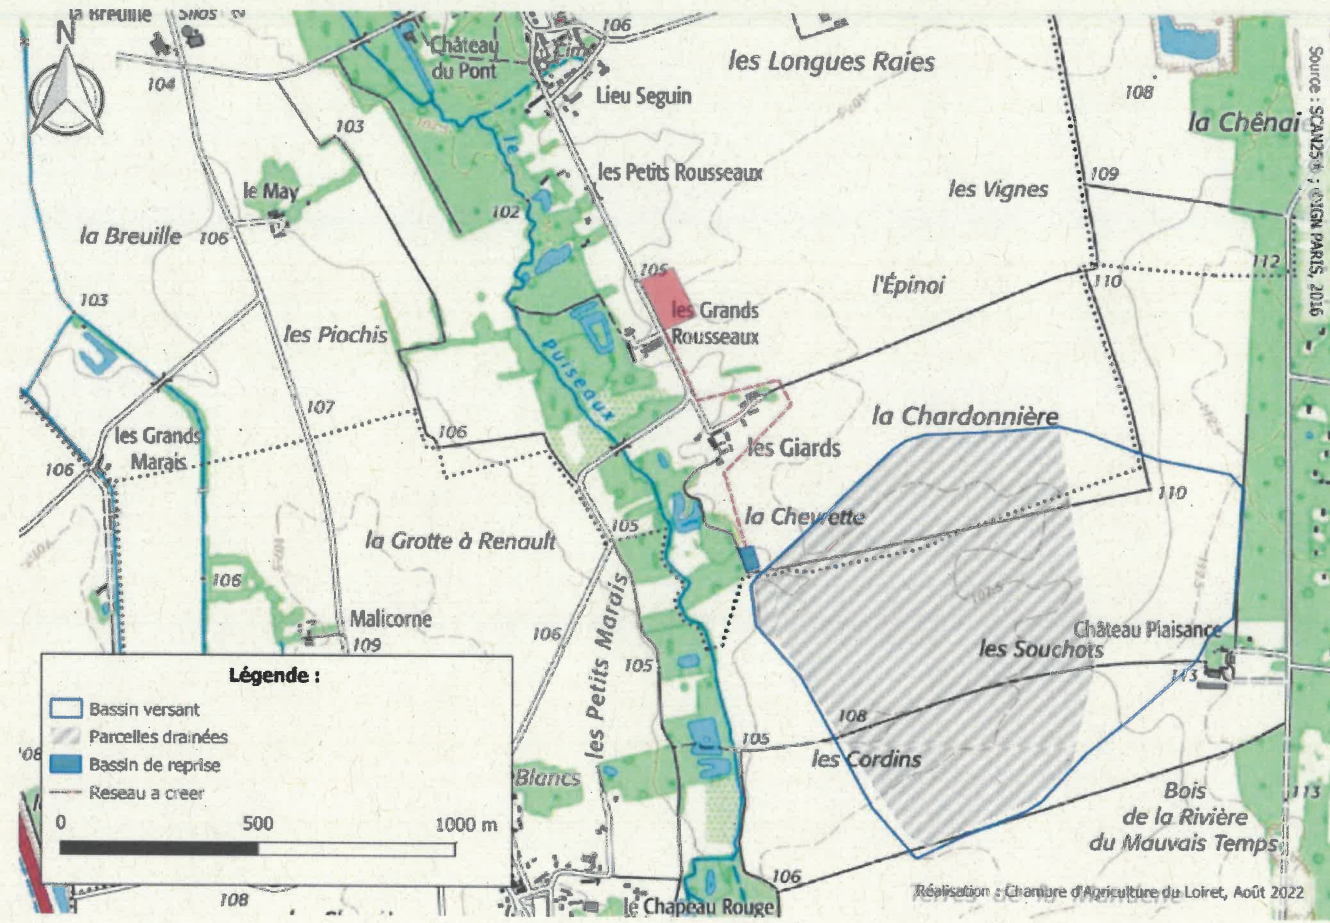 la Breuille
Silos
106
N
Château
du Pont
les Longues Raies
104
Lieu Seguin
108
la Chênai
103
le
les Petits Rousseaux
109
les Vignes
le May
102
la Breuille
106
112
105
l'Épinoi
110
103
les Grands
Rousseaux
les Piochis
Puiseaux
107
la Chardonnière
les Grands
Marais
106
106
les Giards
110
la Chevrette
105
la Grotte à Renault
106
107.5
Malicorne
109
106
les Petits Marais
105
Château Plaisance
les Souchots
113
108
105
les Cordins
Légende :
Bassin versant
Parcelles drainées
Bassin de reprise
Reseau a creer
0
500
1000 m
Blancs
Bois
de la Rivière
du Mauvais Temps
113
106
108
le Chapeau Rouge
Réalisation : Chambre d'Agriculture du Loiret, Août 2022
Source : SCAN25® ; ©IGN PARIS, 2016